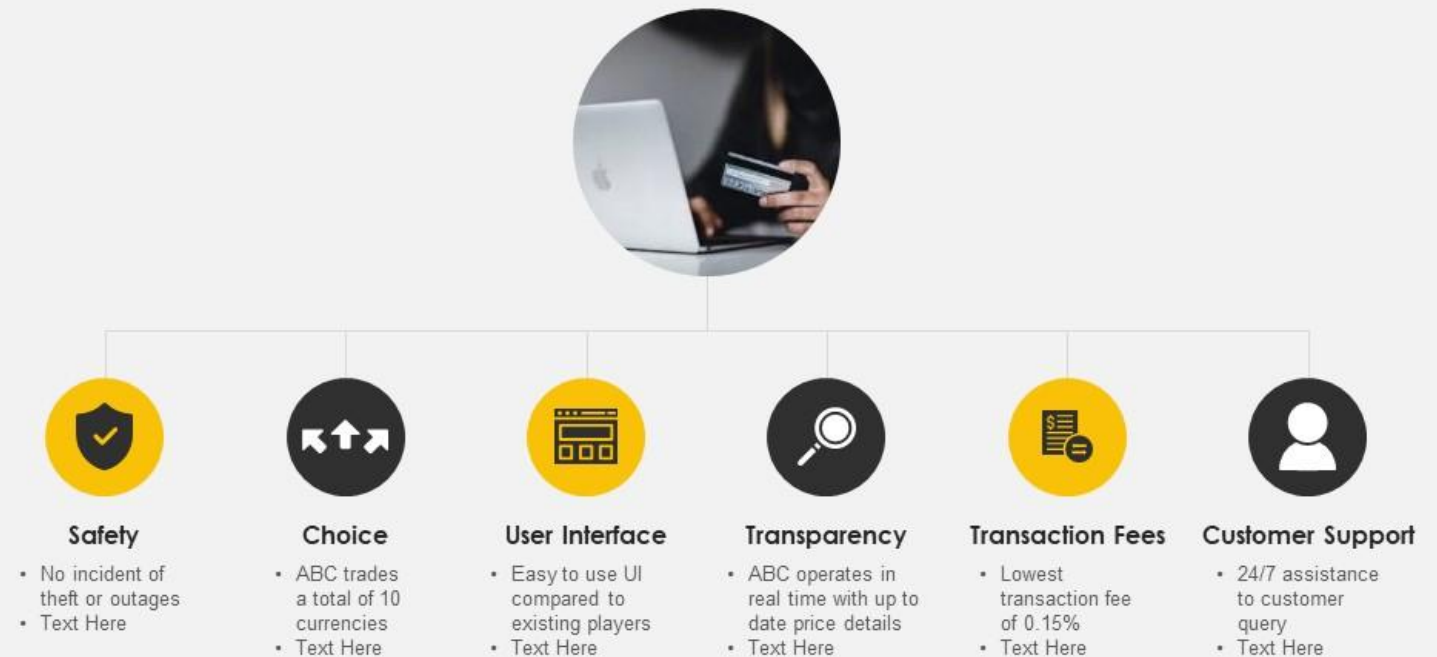 Safety
• No incident of
theft or outages
• Text Here
Choice
• ABC trades
a total of 10
currencies
• Text Here
User Interface
• Easy to use UI
compared to
existing players
• Text Here
Transparency
• ABC operates in
real time with up to
date price details
• Text Here
Transaction Fees
• Lowest
transaction fee
of 0.15%
• Text Here
Customer Support
• 24/7 assistance
to customer
query
• Text Here